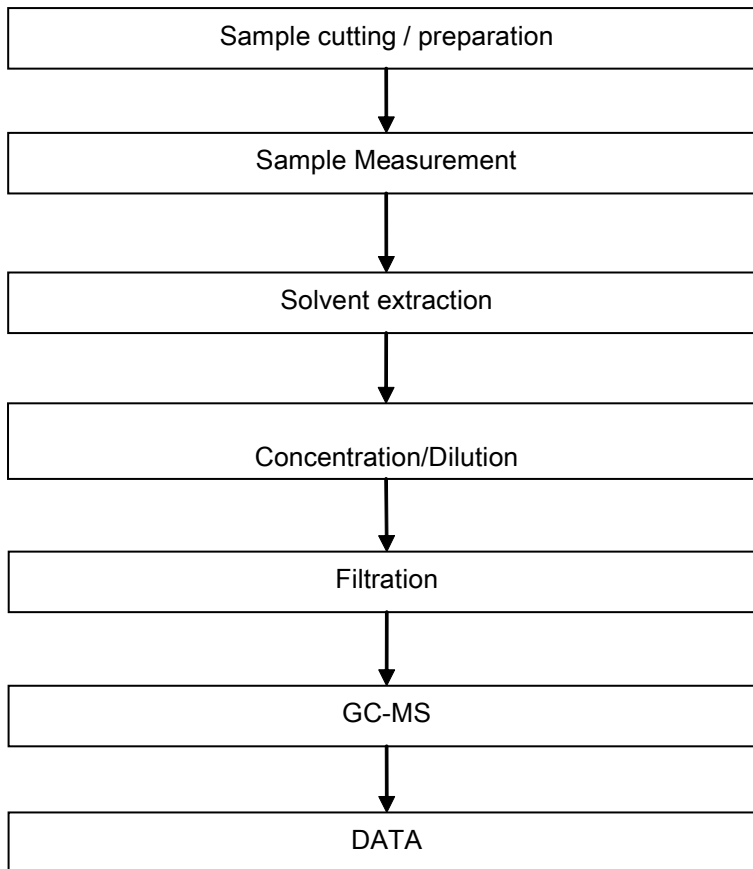 Sample cutting / preparation
Sample Measurement
Solvent extraction
Concentration/Dilution
Filtration
GC-MS
DATA